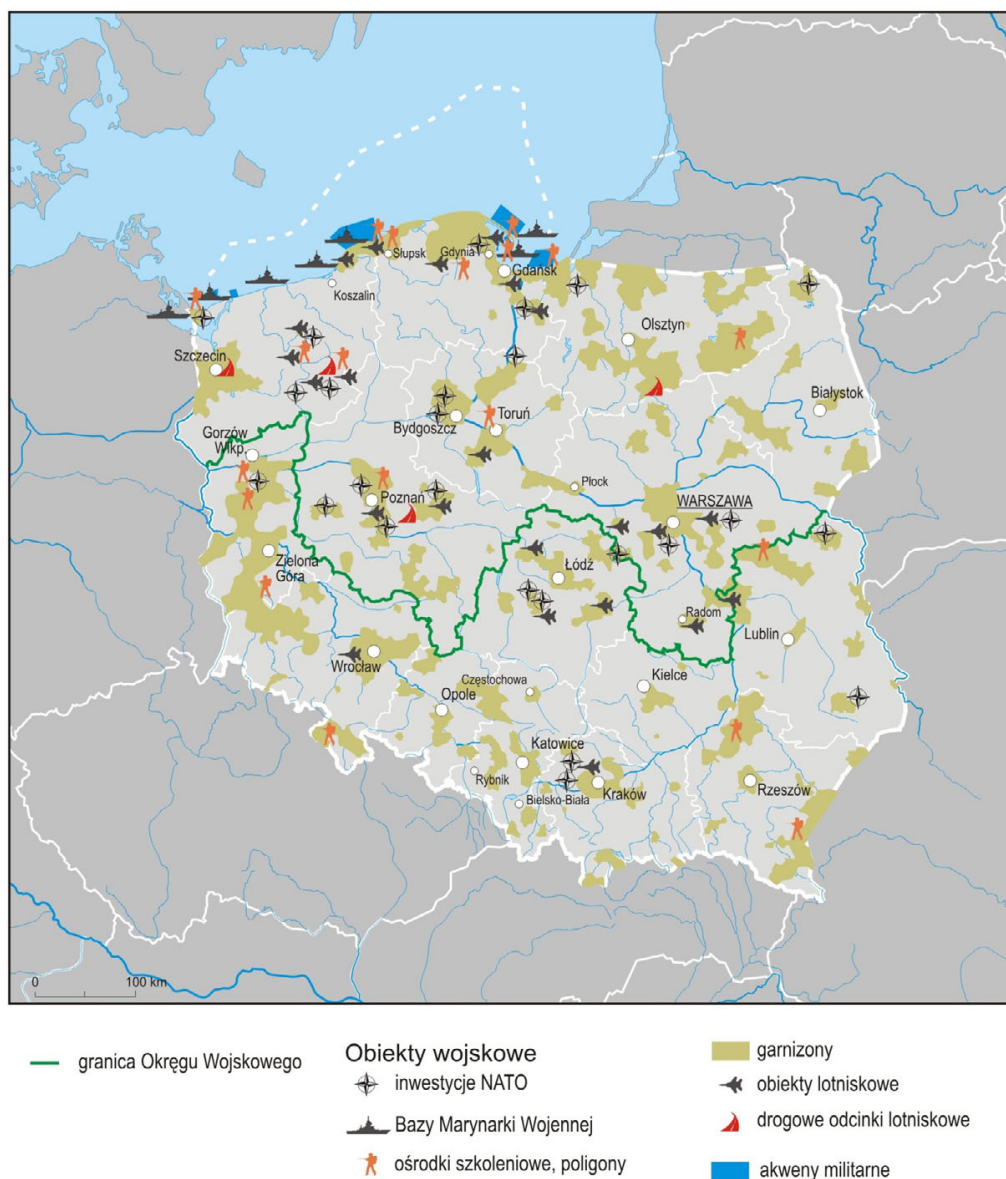 Słupsk
Gdynia
Gdańsk
Koszalin
Olsztyn
Szczecin
Białystok
Toruń
Bydgoszcz
Gorzów
Wlkp.
Płock
Poznań
WARSZAWA
Zielona
Góra
Łódź
Radom
Lublin
Wrocław
Kielce
Częstochowa
Opole
Katowice
Rybnik
Kraków
Rzeszów
Bielsko-Biała
0 100 km
granica Okręgu Wojskowego
Obiekty wojskowe
inwestycje NATO
Bazy Marynarki Wojennej
ośrodki szkoleniowe, poligony
garnizony
obiekty lotniskowe
drogowe odcinki lotniskowe
akweny militarne